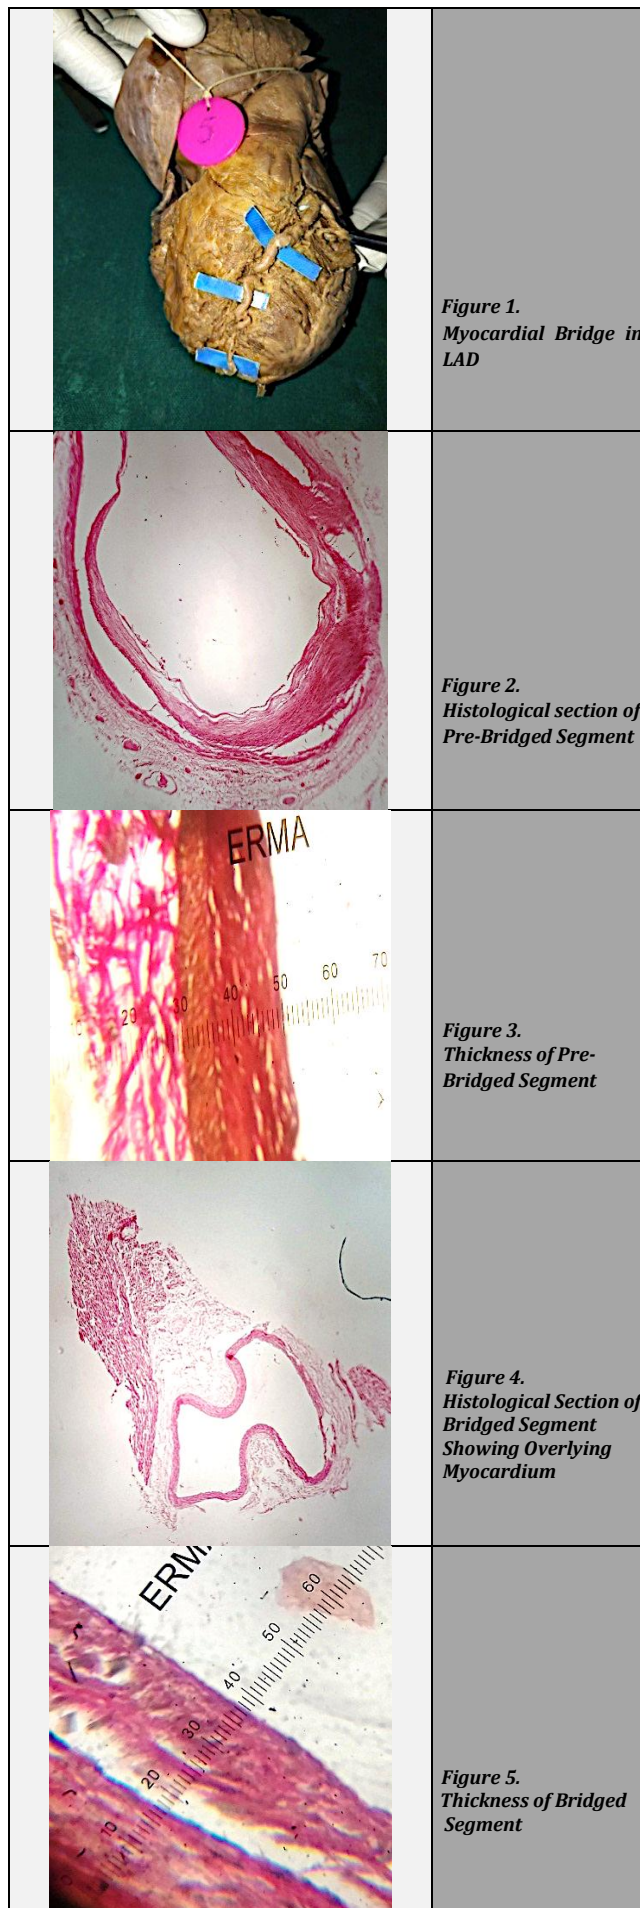 5
Figure 1.
Myocardial Bridge in
LAD
Figure 2.
Histological section of
Pre-Bridged Segment
ERMA
20 30 40 50 60 70
Figure 3.
Thickness of Pre-
Bridged Segment
Figure 4.
Histological Section of
Bridged Segment
Showing Overlying
Myocardium
ERMA
10 20 30 40 50 60
Figure 5.
Thickness of Bridged
Segment